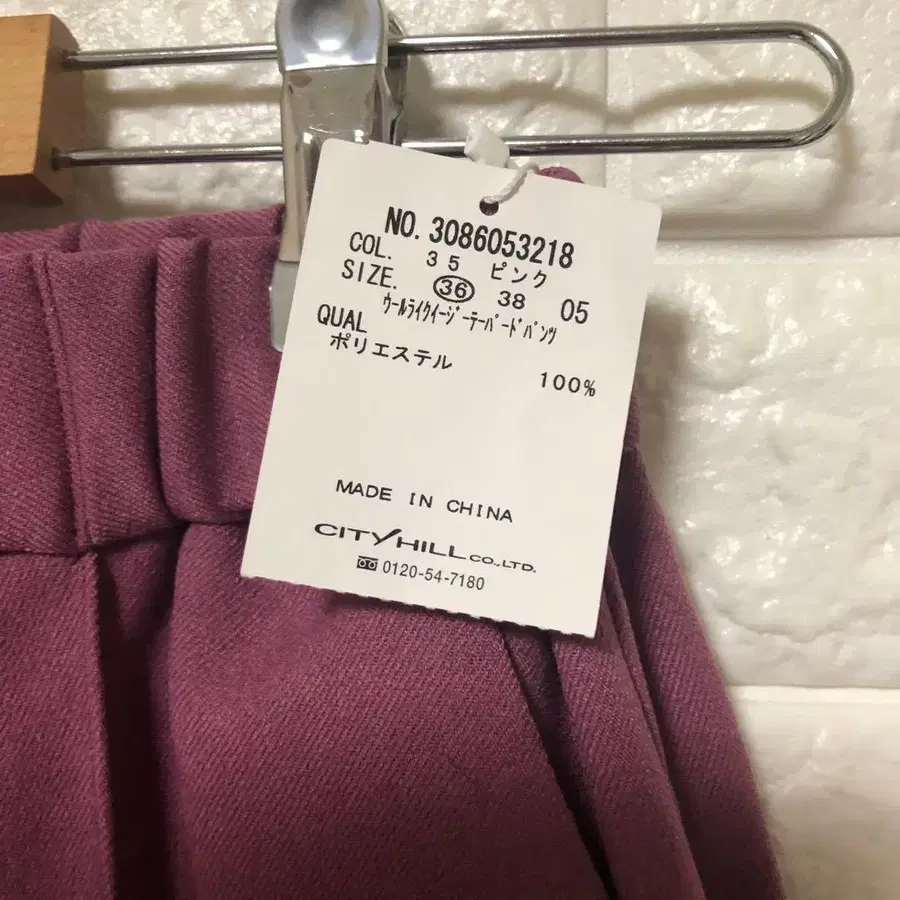 NO. 3086053218
COL. 35 ピンク
SIZE. 36 38 05
ｳｰﾙﾗｲｸｲｰｼﾞｰﾃｰﾊﾟｰﾄﾞﾊﾟﾝﾂ
QUAL
ポリエステル 100%
MADE IN CHINA
CITY HILL CO.,LTD.
0120-54-7180